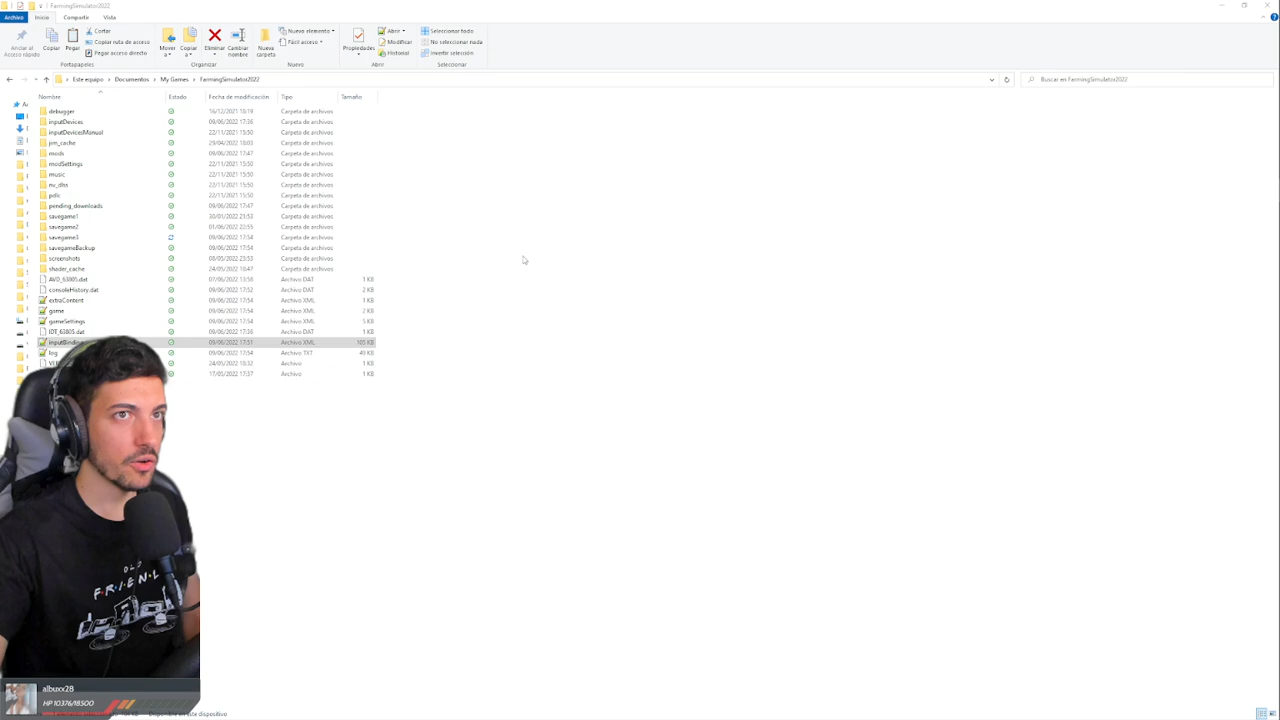 FarmingSimulator2022
Archivo Inicio Compartir Vista
Anclar al Acceso rápido
Copiar
Pegar
Cortar
Copiar ruta de acceso
Pegar acceso directo
Portapapeles
Mover a
Copiar a
Eliminar
Cambiar nombre
Organizar
Nueva carpeta
Nuevo elemento
Fácil acceso
Nuevo
Propiedades
Abrir
Modificar
Historial
Abrir
Seleccionar todo
No seleccionar nada
Invertir selección
Seleccionar
Este equipo > Documentos > My Games > FarmingSimulator2022
Buscar en FarmingSimulator2022
Nombre Estado Fecha de modificación Tipo Tamaño
debugger 16/12/2021 18:19 Carpeta de archivos
inputDevices 09/06/2022 17:36 Carpeta de archivos
inputDevicesManual 22/11/2021 15:50 Carpeta de archivos
29/04/2022 18:03 Carpeta de archivos
mods 09/06/2022 17:47 Carpeta de archivos
modSettings 22/11/2021 15:50 Carpeta de archivos
music 22/11/2021 15:50 Carpeta de archivos
nv_dlss 22/11/2021 15:50 Carpeta de archivos
pdlc 22/11/2021 15:50 Carpeta de archivos
pending_downloads 09/06/2022 17:47 Carpeta de archivos
savegame1 30/01/2022 21:53 Carpeta de archivos
savegame2 01/06/2022 22:55 Carpeta de archivos
savegame3 09/06/2022 17:54 Carpeta de archivos
savegameBackup 09/06/2022 17:54 Carpeta de archivos
screenshots 08/05/2022 23:53 Carpeta de archivos
shader_cache 24/05/2022 18:47 Carpeta de archivos
AVD_63805.dat 07/06/2022 13:58 Archivo DAT 1 KB
consoleHistory.dat 09/06/2022 17:52 Archivo DAT 2 KB
extraContent 09/06/2022 17:54 Archivo XML 1 KB
game 09/06/2022 17:54 Archivo XML 2 KB
gameSettings 09/06/2022 17:54 Archivo XML 5 KB
IDT_63805.dat 09/06/2022 17:36 Archivo DAT 1 KB
inputBinding 09/06/2022 17:51 Archivo XML 105 KB
log 09/06/2022 17:54 Archivo TXT 49 KB
24/05/2022 18:32 Archivo 1 KB
17/05/2022 17:37 Archivo 1 KB
OLD
F.R.I.E.N.
albuxx28
HP 10376/18500
Disponible en este dispositivo